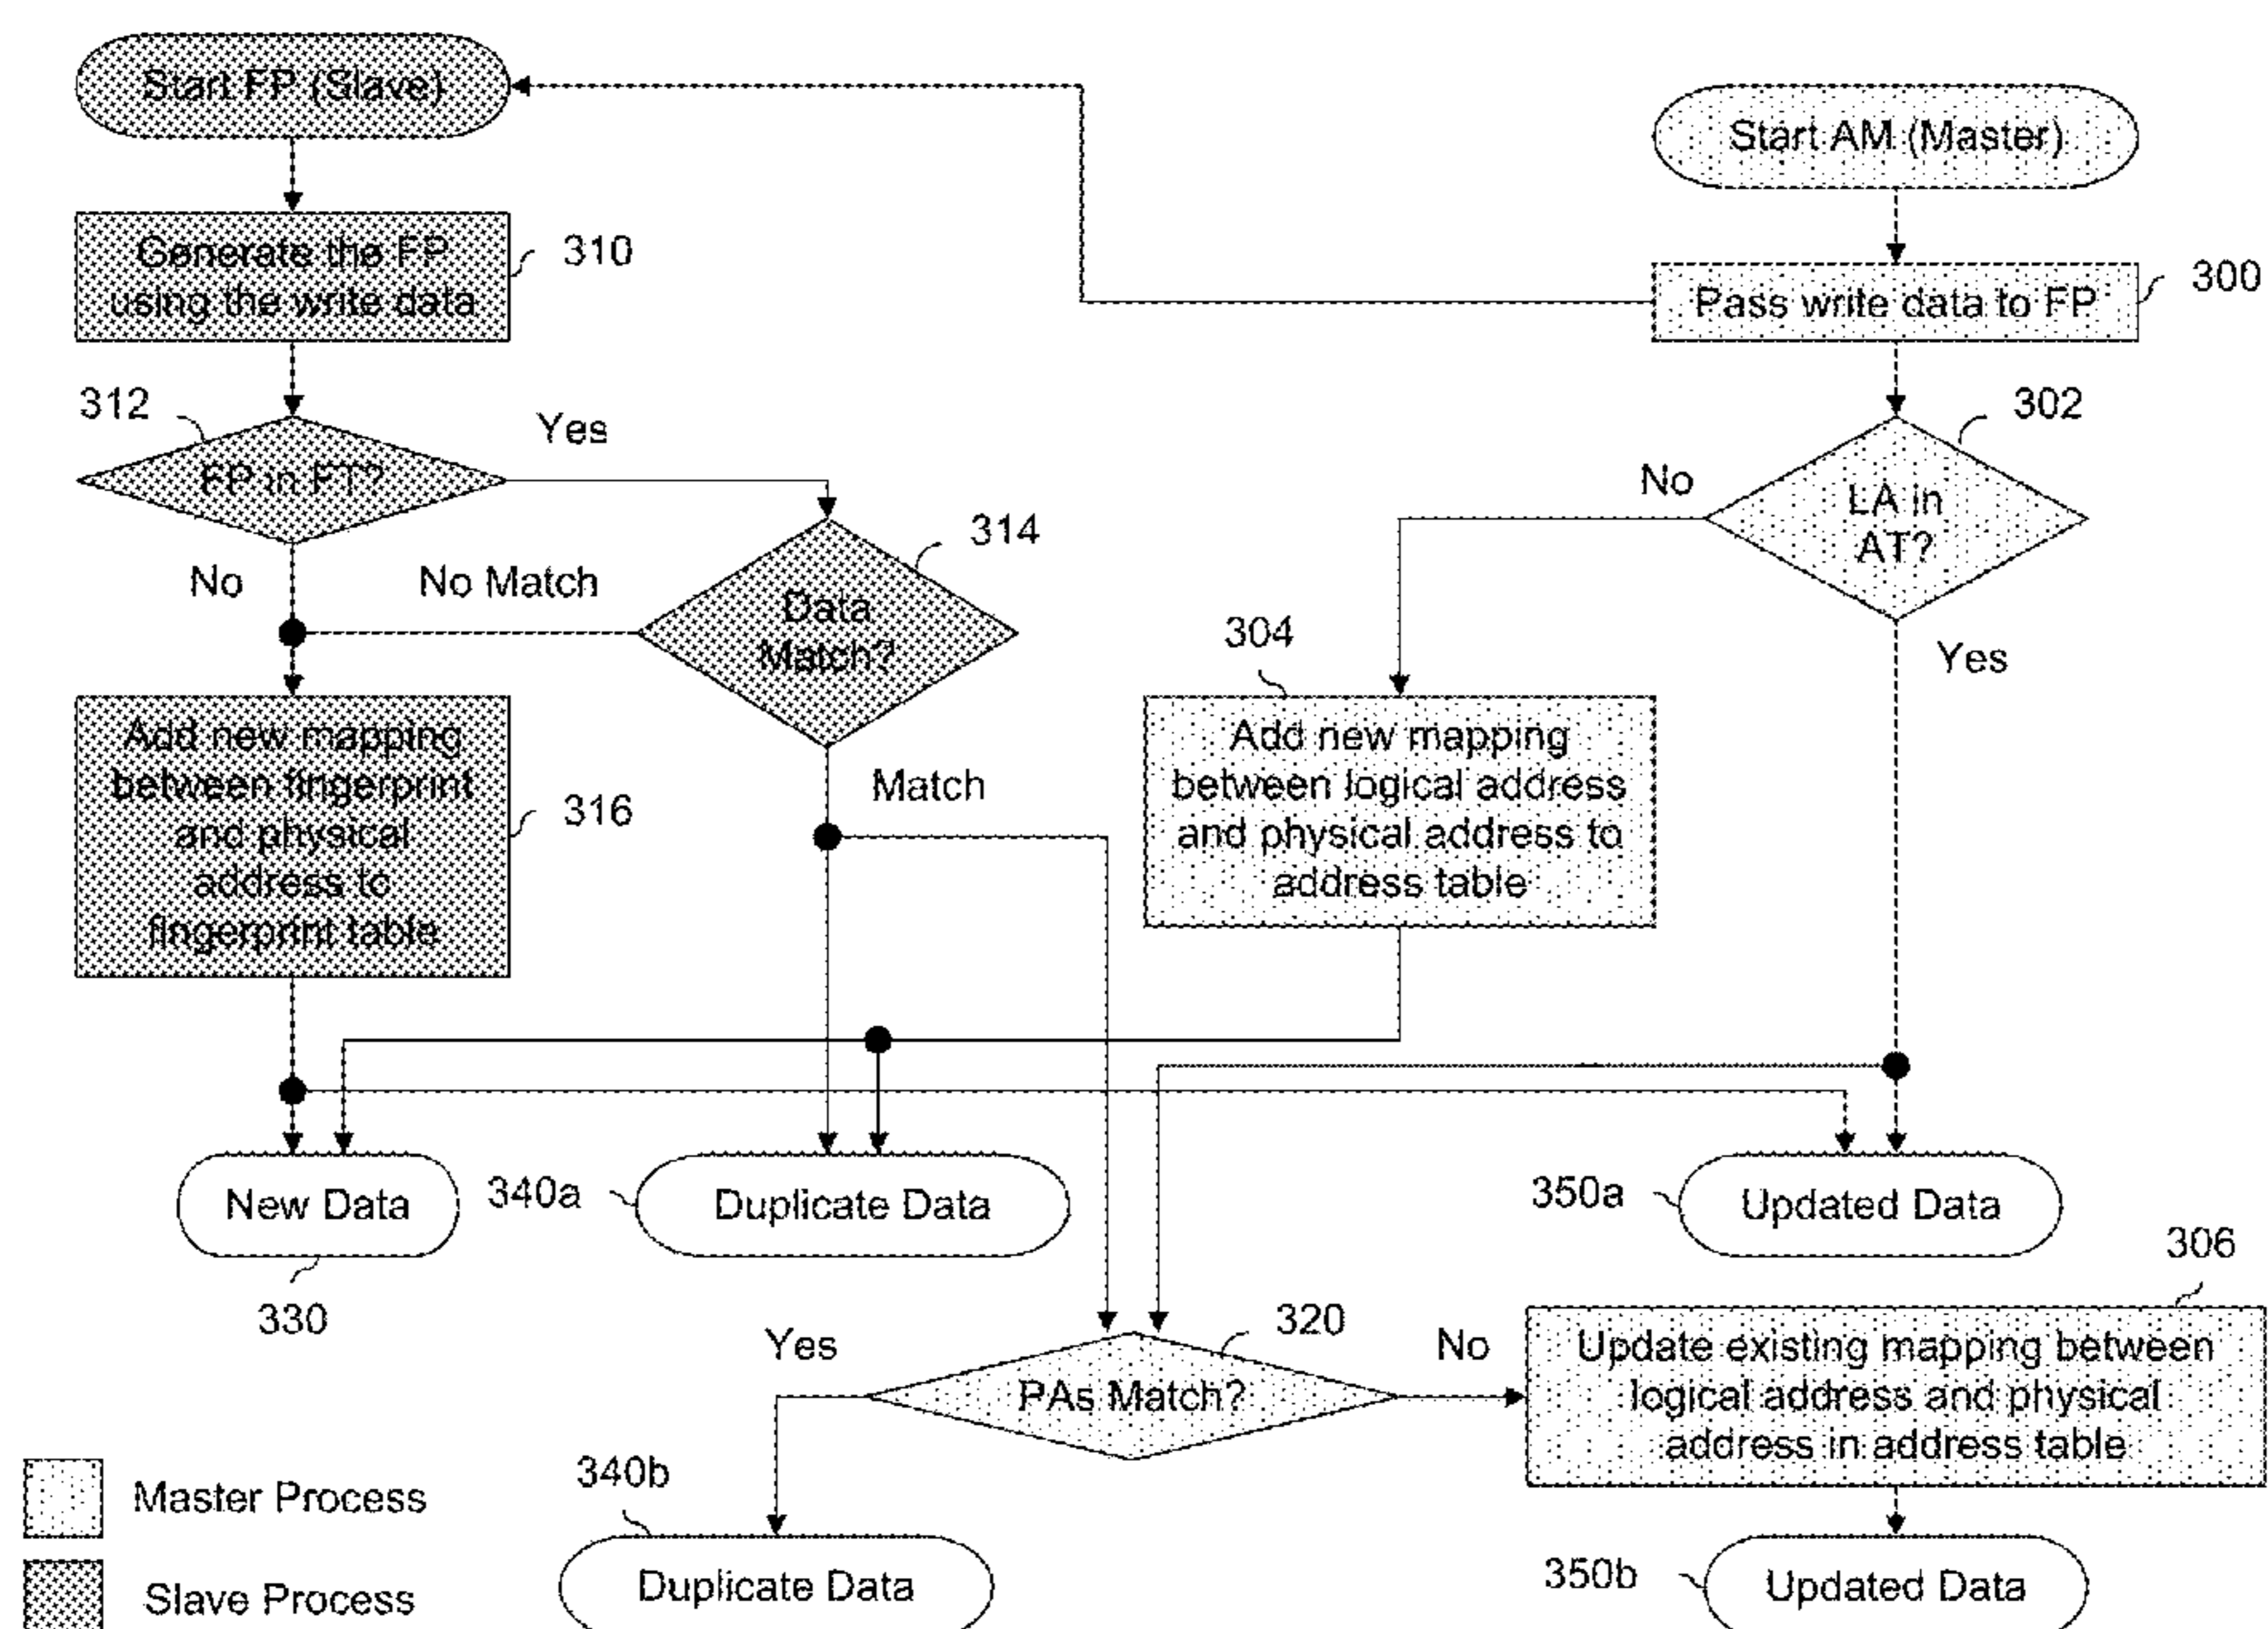 Start FP (Slave)
Start AM (Master)
Generate the FP
using the write data
310
Pass write data to FP
300
312
FP in FT?
Yes
No
No Match
314
Data
Match?
Match
302
LA in
AT?
No
Yes
304
Add new mapping
between logical address
and physical address to
address table
Add new mapping
between fingerprint
and physical
address to
fingerprint table
316
New Data
330
340a
Duplicate Data
350a
Updated Data
306
Yes
320
PAs Match?
No
Update existing mapping between
logical address and physical
address in address table
340b
Duplicate Data
350b
Updated Data
Master Process
Slave Process